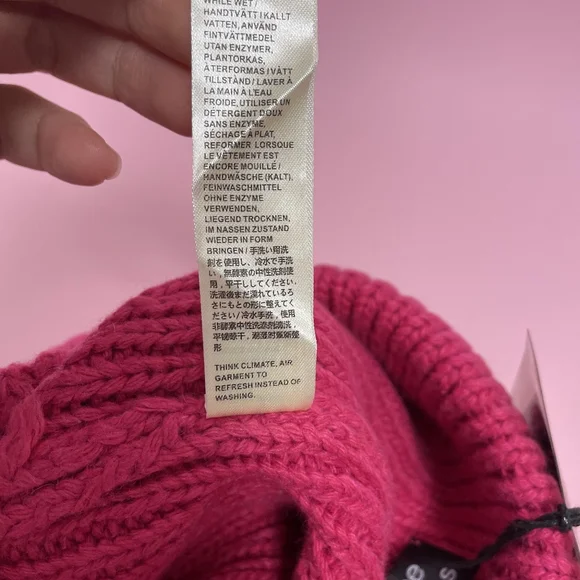 WHILE WET/
HANDTVÄTT I KALLT
VATTEN, ANVÄND
FINTVÄTTMEDEL
UTAN ENZYMER,
PLANTORKAS,
ÅTERFORMAS I VÅTT
TILLSTÅND/ LAVER À
LA MAIN À L'EAU
FROIDE, UTILISER UN
DÉTERGENT DOUX
SANS ENZYME,
SÉCHAGE À PLAT,
REFORMER LORSQUE
LE VÊTEMENT EST
ENCORE MOUILLÉ/
HANDWÄSCHE (KALT),
FEINWASCHMITTEL
OHNE ENZYME
VERWENDEN,
LIEGEND TROCKNEN,
IM NASSEN ZUSTAND
WIEDER IN FORM
BRINGEN/ 手洗い用洗
剤を使用し、冷水で手洗
い, 無酵素の中性洗剤使
用, 平干ししてください.
洗濯後まだ濡れているう
さにもとの形に整えてくだ
さい/ 冷水手洗, 使用
非酵素中性洗涤剂清洗,
平铺晾干, 潮湿时重新整
形
THINK CLIMATE, AIR
GARMENT TO
REFRESH INSTEAD OF
WASHING.
e
s